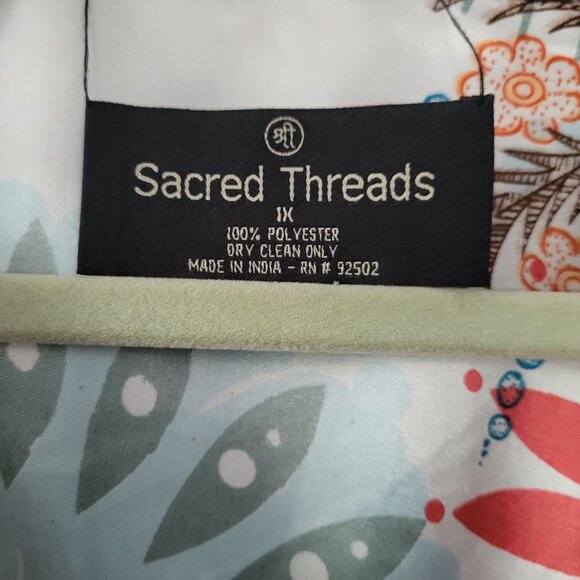 श्री
Sacred Threads
1X
100% POLYESTER
DRY CLEAN ONLY
MADE IN INDIA - RN # 92502